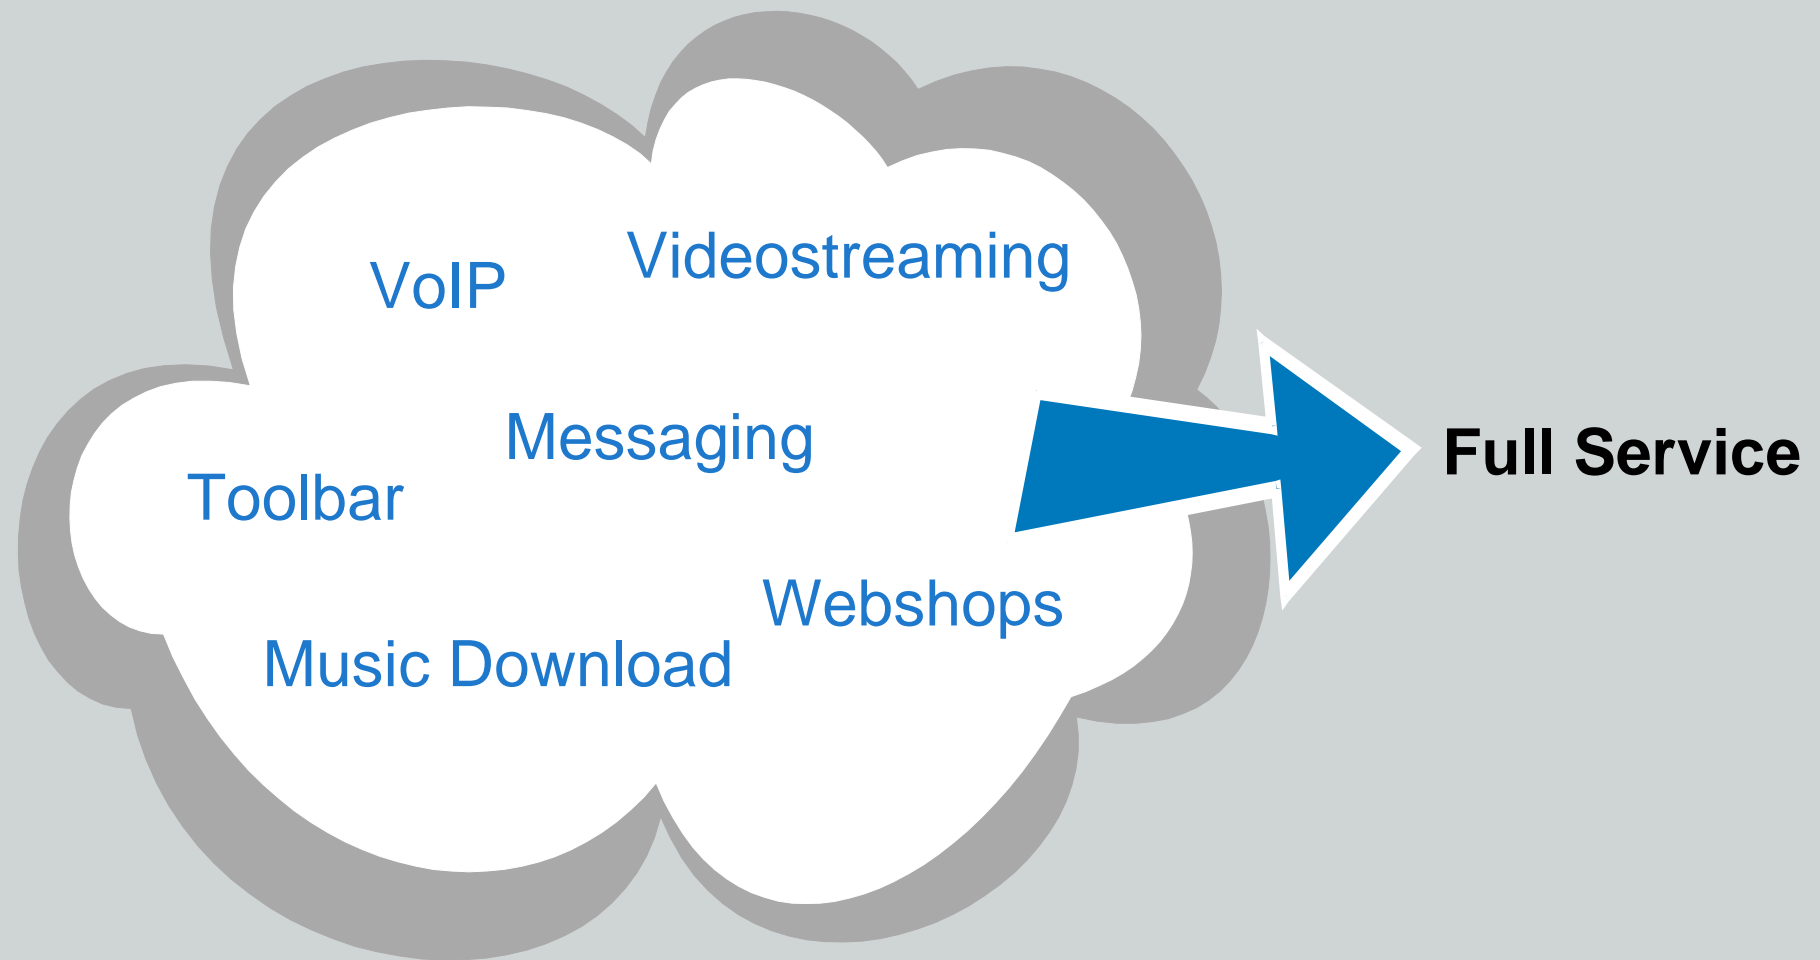 VoIP
Videostreaming
Messaging
Toolbar
Webshops
Music Download
Full Service